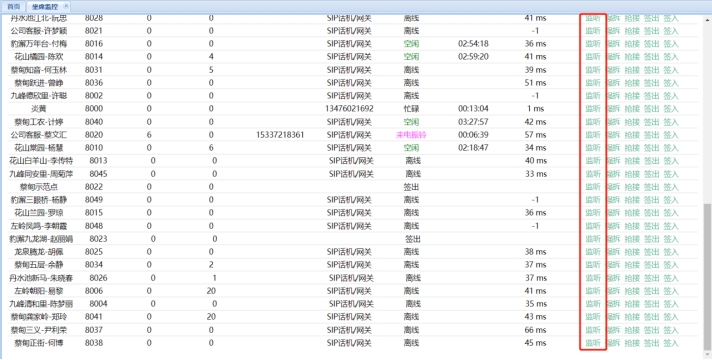 首页 坐席监控
丹水池江北-阮思 8028 0 0 SIP话机/网关 离线 41 ms 监听 强拆 抢接 签出 签入
公司客服-许梦颖 8021 0 0 SIP话机/网关 离线 -1 监听 强拆 抢接 签出 签入
豹澥万年台-付梅 8016 0 0 SIP话机/网关 空闲 02:54:18 36 ms 监听 强拆 抢接 签出 签入
花山橘园-陈欢 8014 0 4 SIP话机/网关 空闲 02:59:20 41 ms 监听 强拆 抢接 签出 签入
蔡甸知音-何玉林 8031 0 5 SIP话机/网关 离线 39 ms 监听 强拆 抢接 签出 签入
蔡甸跃进-曾峥 8036 0 0 SIP话机/网关 离线 51 ms 监听 强拆 抢接 签出 签入
九峰德欣里-许聪 8002 0 0 SIP话机/网关 离线 -1 监听 强拆 抢接 签出 签入
炎黄 8000 0 0 13476021692 忙碌 00:13:04 1 ms 监听 强拆 抢接 签出 签入
蔡甸工农-计婷 8040 0 0 SIP话机/网关 空闲 03:27:57 42 ms 监听 强拆 抢接 签出 签入
公司客服-蔡文汇 8020 6 0 15337218361 SIP话机/网关 来电振铃 00:06:39 57 ms 监听 强拆 抢接 签出 签入
花山棠园-杨慧 8010 0 6 SIP话机/网关 空闲 02:18:47 34 ms 监听 强拆 抢接 签出 签入
花山白羊山-李传特 8013 0 0 SIP话机/网关 离线 40 ms 监听 强拆 抢接 签出 签入
九峰同安里-周菊萍 8045 0 0 SIP话机/网关 离线 33 ms 监听 强拆 抢接 签出 签入
蔡甸示范点 8022 0 0 签出 监听 强拆 抢接 签出 签入
豹澥三眼桥-杨静 8049 0 0 SIP话机/网关 离线 -1 监听 强拆 抢接 签出 签入
花山兰园-罗琼 8015 0 0 SIP话机/网关 离线 36 ms 监听 强拆 抢接 签出 签入
左岭凤鸣-李朝霞 8048 0 0 SIP话机/网关 离线 -1 监听 强拆 抢接 签出 签入
豹澥九龙湖-赵丽娟 8023 0 0 签出 监听 强拆 抢接 签出 签入
龙泉腾龙-胡佩 8025 0 0 SIP话机/网关 离线 38 ms 监听 强拆 抢接 签出 签入
蔡甸五层-余静 8034 0 2 SIP话机/网关 离线 37 ms 监听 强拆 抢接 签出 签入
丹水池新马-朱晓春 8026 0 1 SIP话机/网关 离线 37 ms 监听 强拆 抢接 签出 签入
左岭朝阳-易黎 8006 0 20 SIP话机/网关 离线 41 ms 监听 强拆 抢接 签出 签入
九峰清和里-陈梦丽 8004 0 0 SIP话机/网关 离线 35 ms 监听 强拆 抢接 签出 签入
蔡甸龚家岭-郑玲 8041 0 20 SIP话机/网关 离线 43 ms 监听 强拆 抢接 签出 签入
蔡甸三义-尹利荣 8037 0 0 SIP话机/网关 离线 66 ms 监听 强拆 抢接 签出 签入
蔡甸正街-何博 8038 0 0 SIP话机/网关 离线 45 ms 监听 强拆 抢接 签出 签入